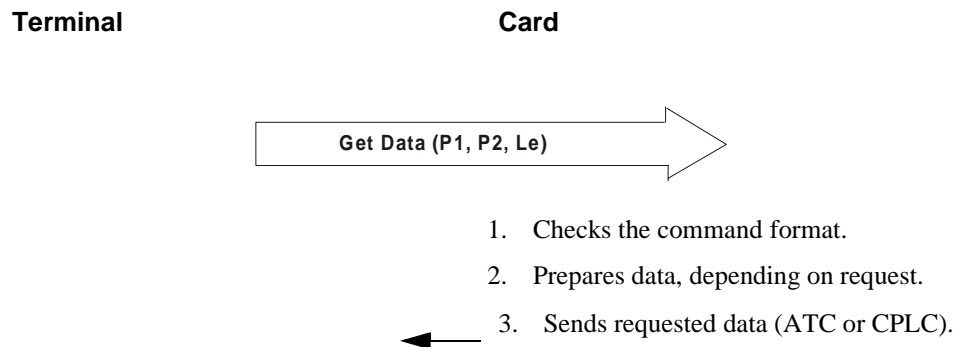 Terminal Card
Get Data (P1, P2, Le)
1. Checks the command format.
2. Prepares data, depending on request.
3. Sends requested data (ATC or CPLC).